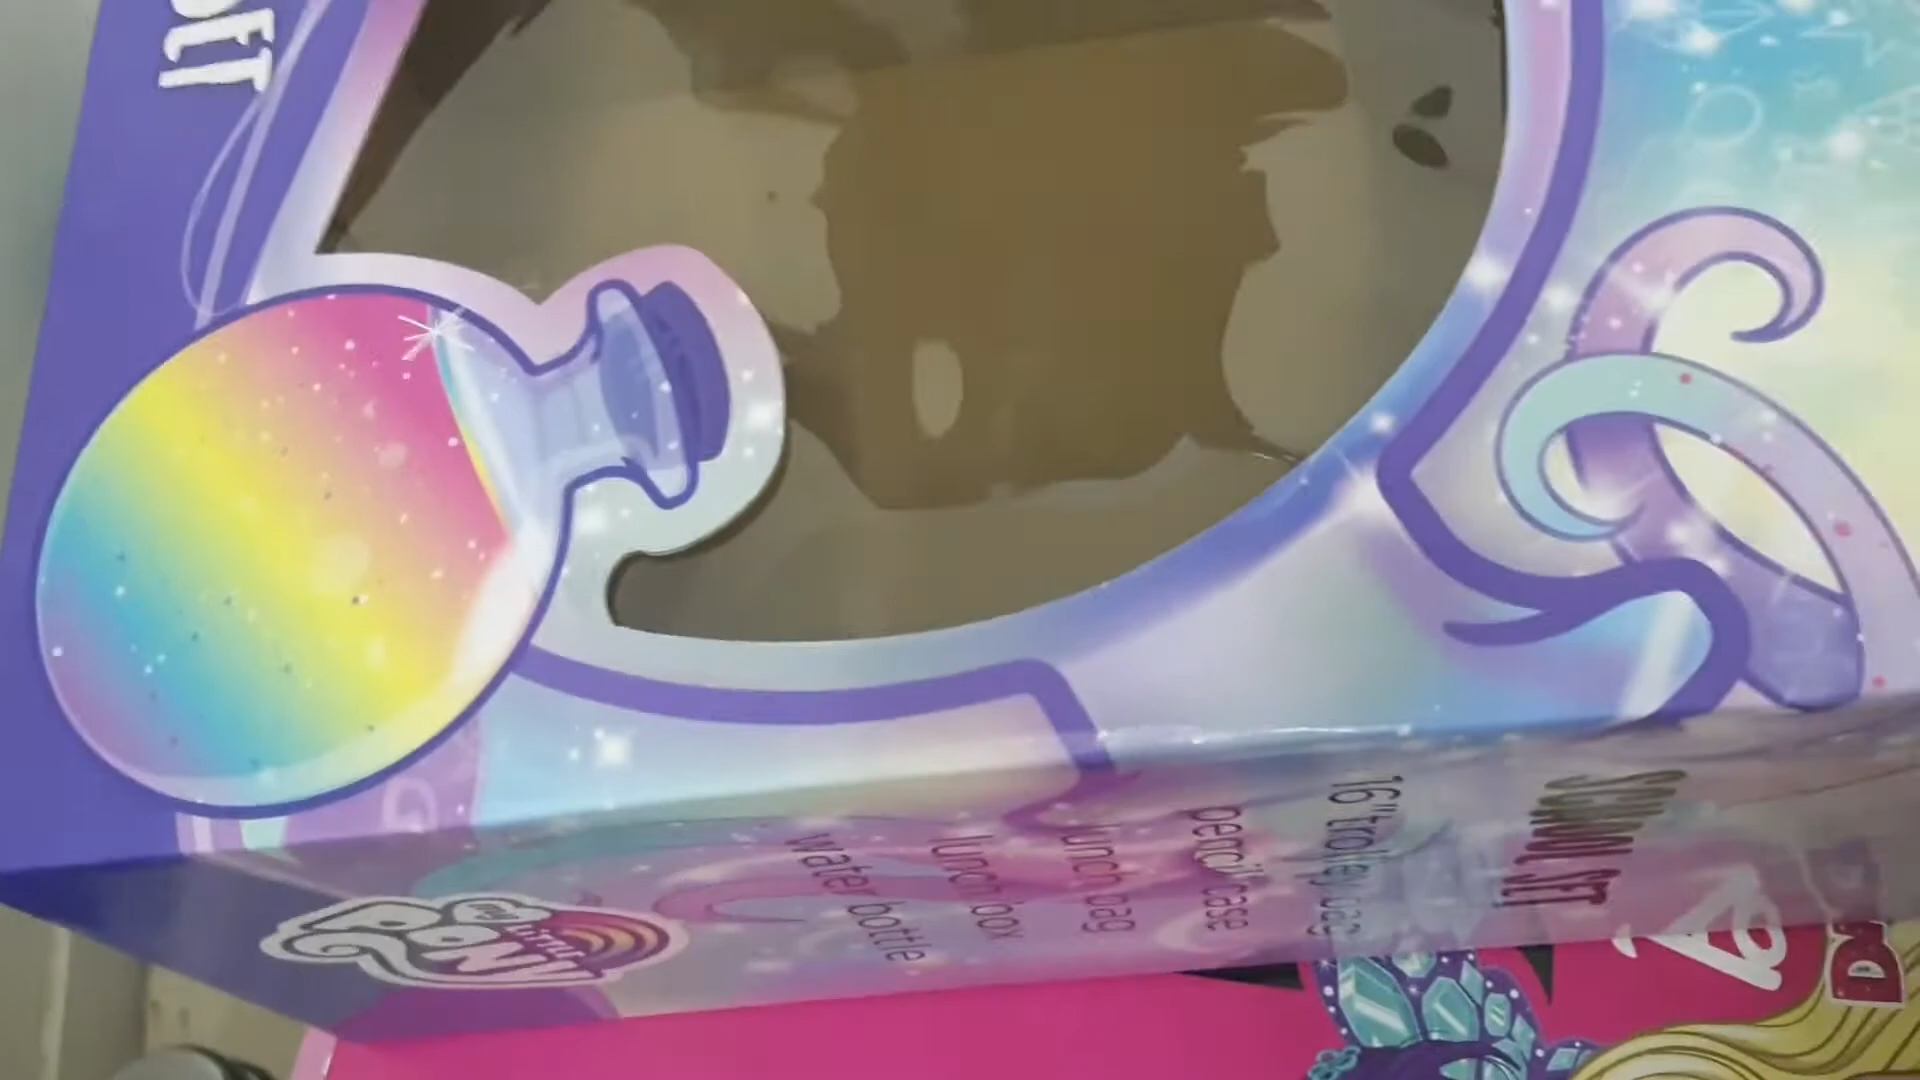 SCHOOL SET
16" trolley bag
pencil case
lunch bag
lunch box
water bottle
my
LITTLE
PONY